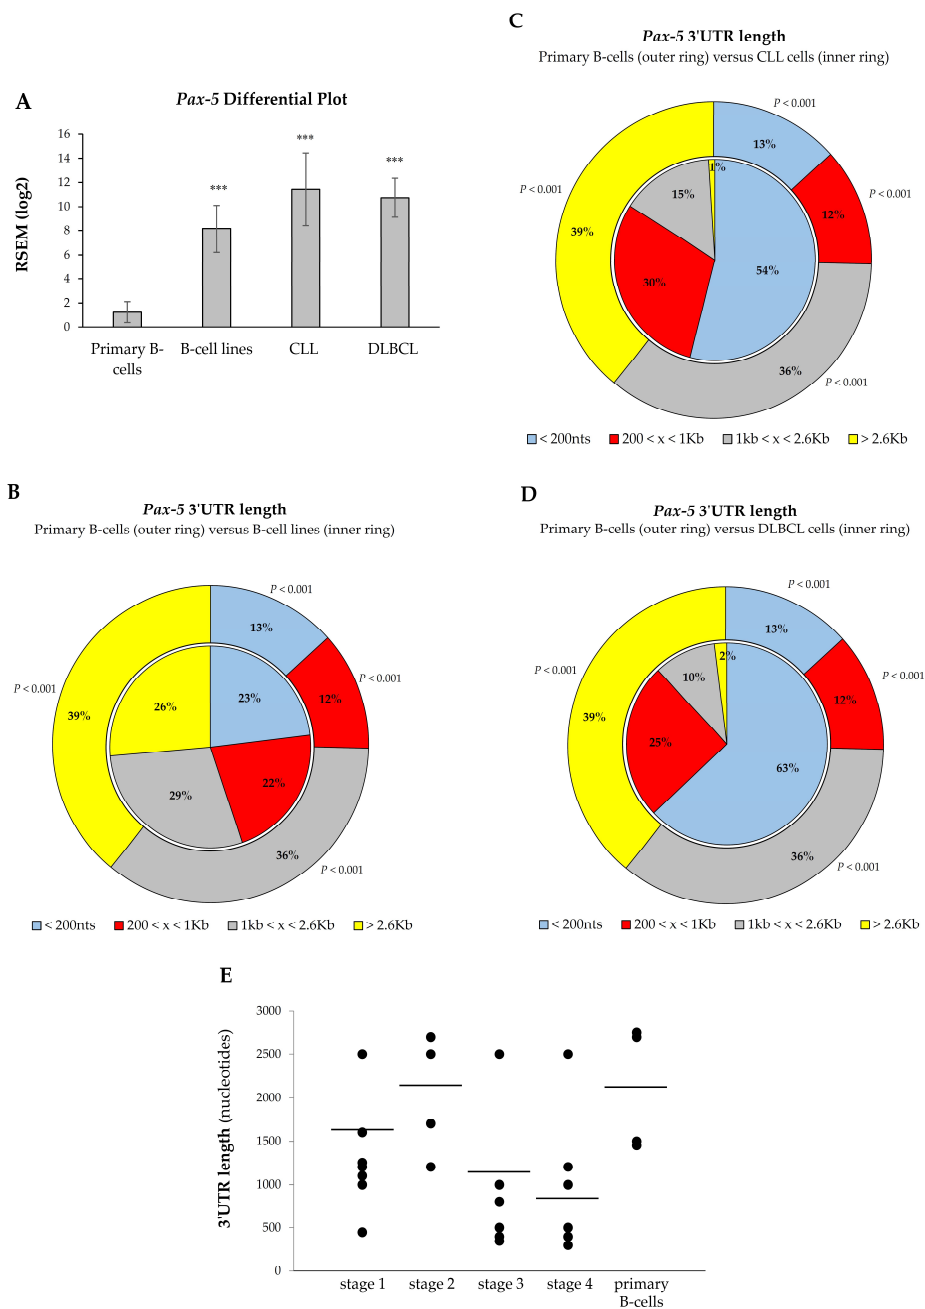 A
Pax-5 Differential Plot
RSEM (log2)
16
14
12
10
8
6
4
2
0
***
***
***
Primary B-cells
B-cell lines
CLL
DLBCL
C
Pax-5 3'UTR length
Primary B-cells (outer ring) versus CLL cells (inner ring)
P < 0.001
P < 0.001
P < 0.001
P < 0.001
13%
12%
36%
39%
54%
30%
15%
1%
< 200nts
200 < x < 1Kb
1kb < x < 2.6Kb
> 2.6Kb
B
Pax-5 3'UTR length
Primary B-cells (outer ring) versus B-cell lines (inner ring)
P < 0.001
P < 0.001
P < 0.001
P < 0.001
13%
12%
36%
39%
23%
22%
29%
26%
< 200nts
200 < x < 1Kb
1kb < x < 2.6Kb
> 2.6Kb
D
Pax-5 3'UTR length
Primary B-cells (outer ring) versus DLBCL cells (inner ring)
P < 0.001
P < 0.001
P < 0.001
P < 0.001
13%
12%
36%
39%
63%
25%
10%
2%
< 200nts
200 < x < 1Kb
1kb < x < 2.6Kb
> 2.6Kb
E
3'UTR length (nucleotides)
3000
2500
2000
1500
1000
500
0
stage 1
stage 2
stage 3
stage 4
primary
B-cells